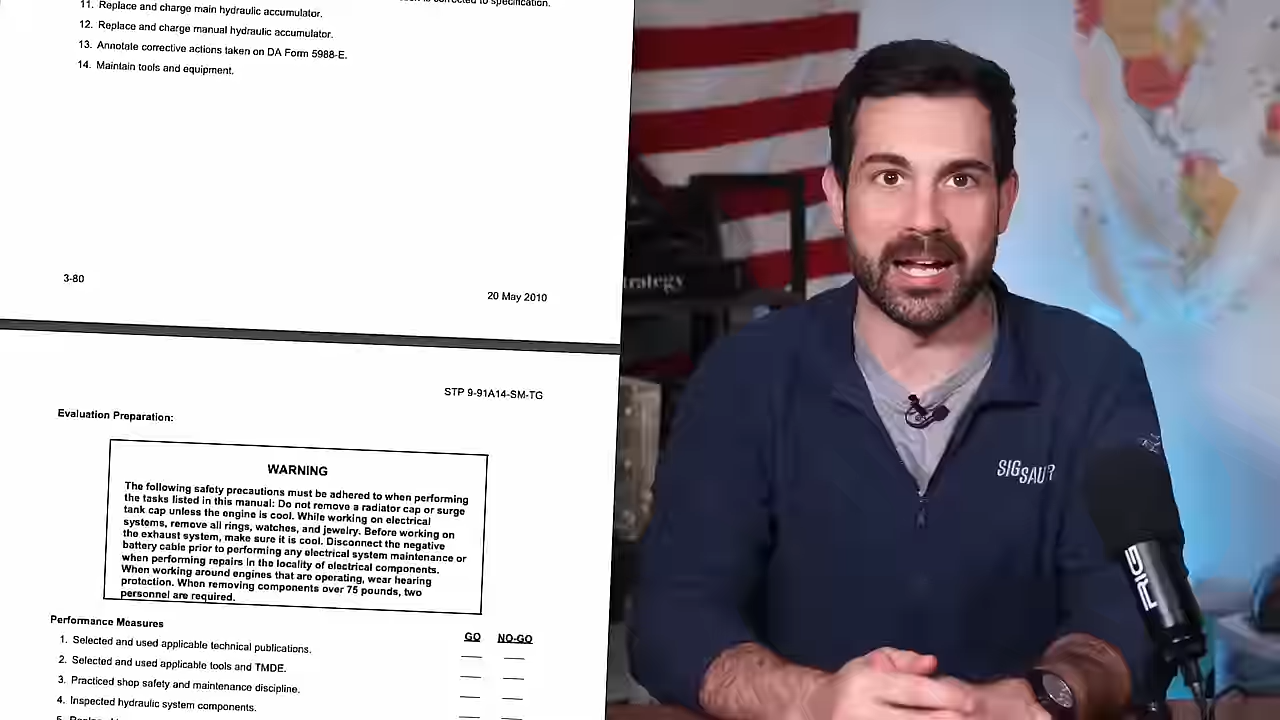 is corrected to specification.
11. Replace and charge main hydraulic accumulator.
12. Replace and charge manual hydraulic accumulator.
13. Annotate corrective actions taken on DA Form 5988-E.
14. Maintain tools and equipment.
3-80
20 May 2010
STP 9-91A14-SM-TG
Evaluation Preparation:
WARNING
The following safety precautions must be adhered to when performing
the tasks listed in this manual: Do not remove a radiator cap or surge
tank cap unless the engine is cool. While working on electrical
systems, remove all rings, watches, and jewelry. Before working on
the exhaust system, make sure it is cool. Disconnect the negative
battery cable prior to performing any electrical system maintenance or
when performing repairs in the locality of electrical components.
When working around engines that are operating, wear hearing
protection. When removing components over 75 pounds, two
personnel are required.
Performance Measures
GO NO-GO
1. Selected and used applicable technical publications.
2. Selected and used applicable tools and TMDE.
3. Practiced shop safety and maintenance discipline.
4. Inspected hydraulic system components.
5.
trategy
SIG SAUER
RIG